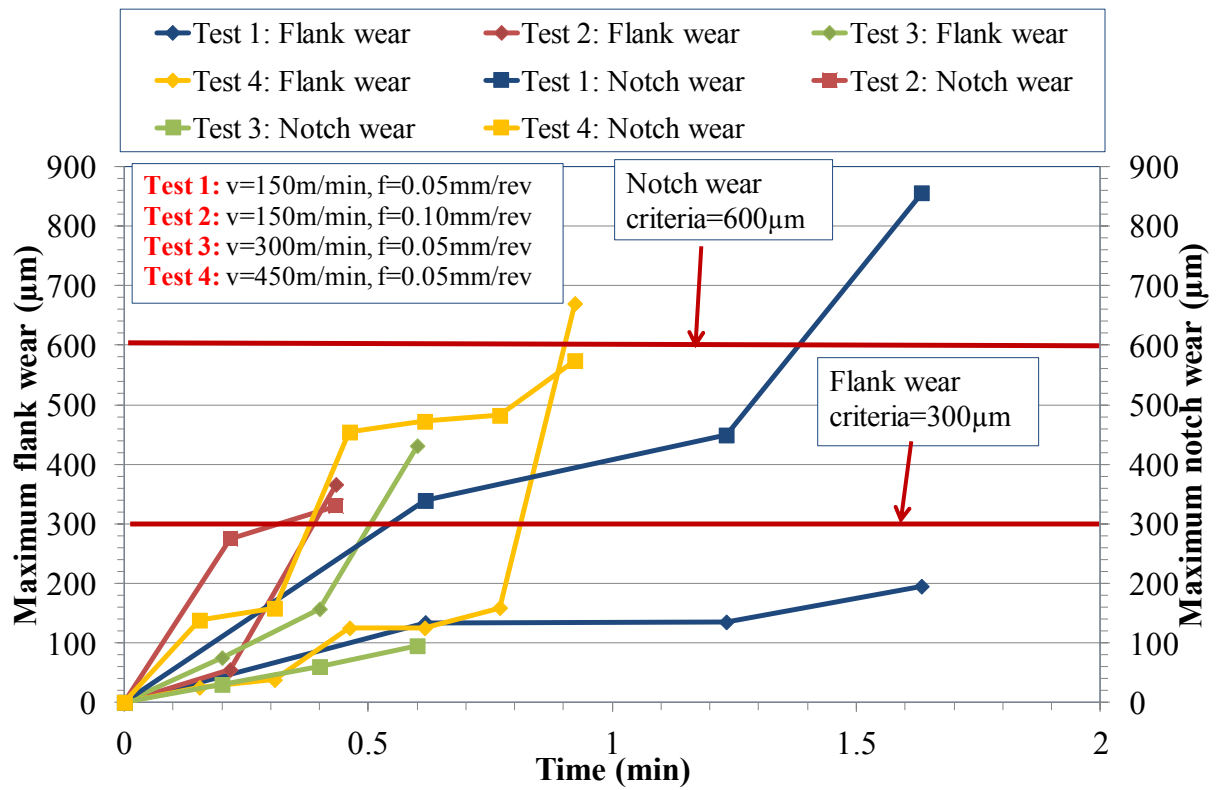 Test 1: Flank wear
Test 2: Flank wear
Test 3: Flank wear
Test 4: Flank wear
Test 1: Notch wear
Test 2: Notch wear
Test 3: Notch wear
Test 4: Notch wear
Maximum flank wear (µm)
900
800
700
600
500
400
300
200
100
0
Test 1: v=150m/min, f=0.05mm/rev
Test 2: v=150m/min, f=0.10mm/rev
Test 3: v=300m/min, f=0.05mm/rev
Test 4: v=450m/min, f=0.05mm/rev
Notch wear
criteria=600µm
Flank wear
criteria=300µm
900
800
700
600
500
400
300
200
100
0
Maximum notch wear (µm)
0
0.5
1
1.5
2
Time (min)